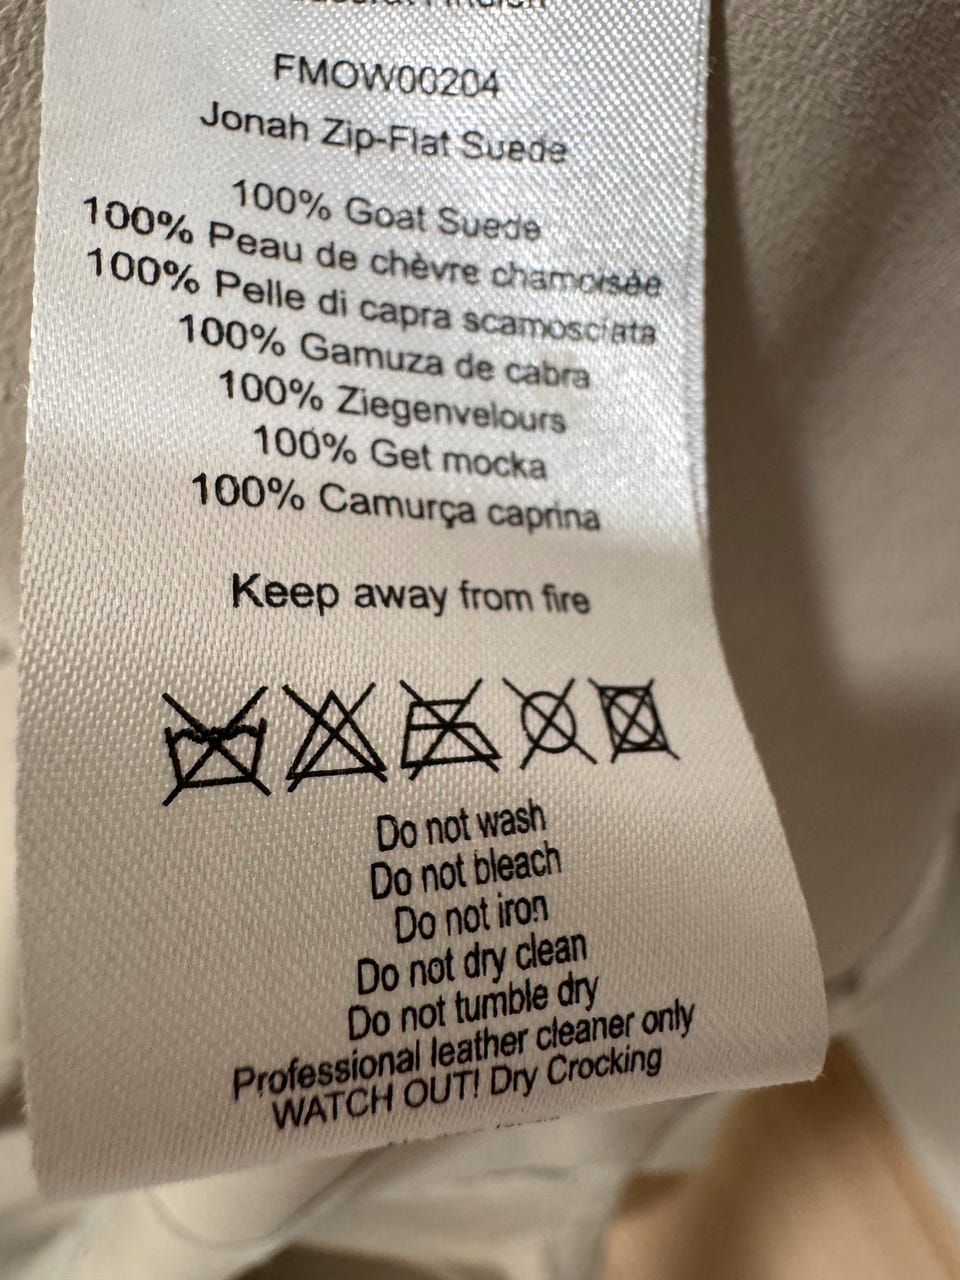 FMOW00204
Jonah Zip-Flat Suede
100% Goat Suede
100% Peau de chèvre chamoisée
100% Pelle di capra scamosciata
100% Gamuza de cabra
100% Ziegenvelours
100% Get mocka
100% Camurça caprina
Keep away from fire
Do not wash
Do not bleach
Do not iron
Do not dry clean
Do not tumble dry
Professional leather cleaner only
WATCH OUT! Dry Crocking